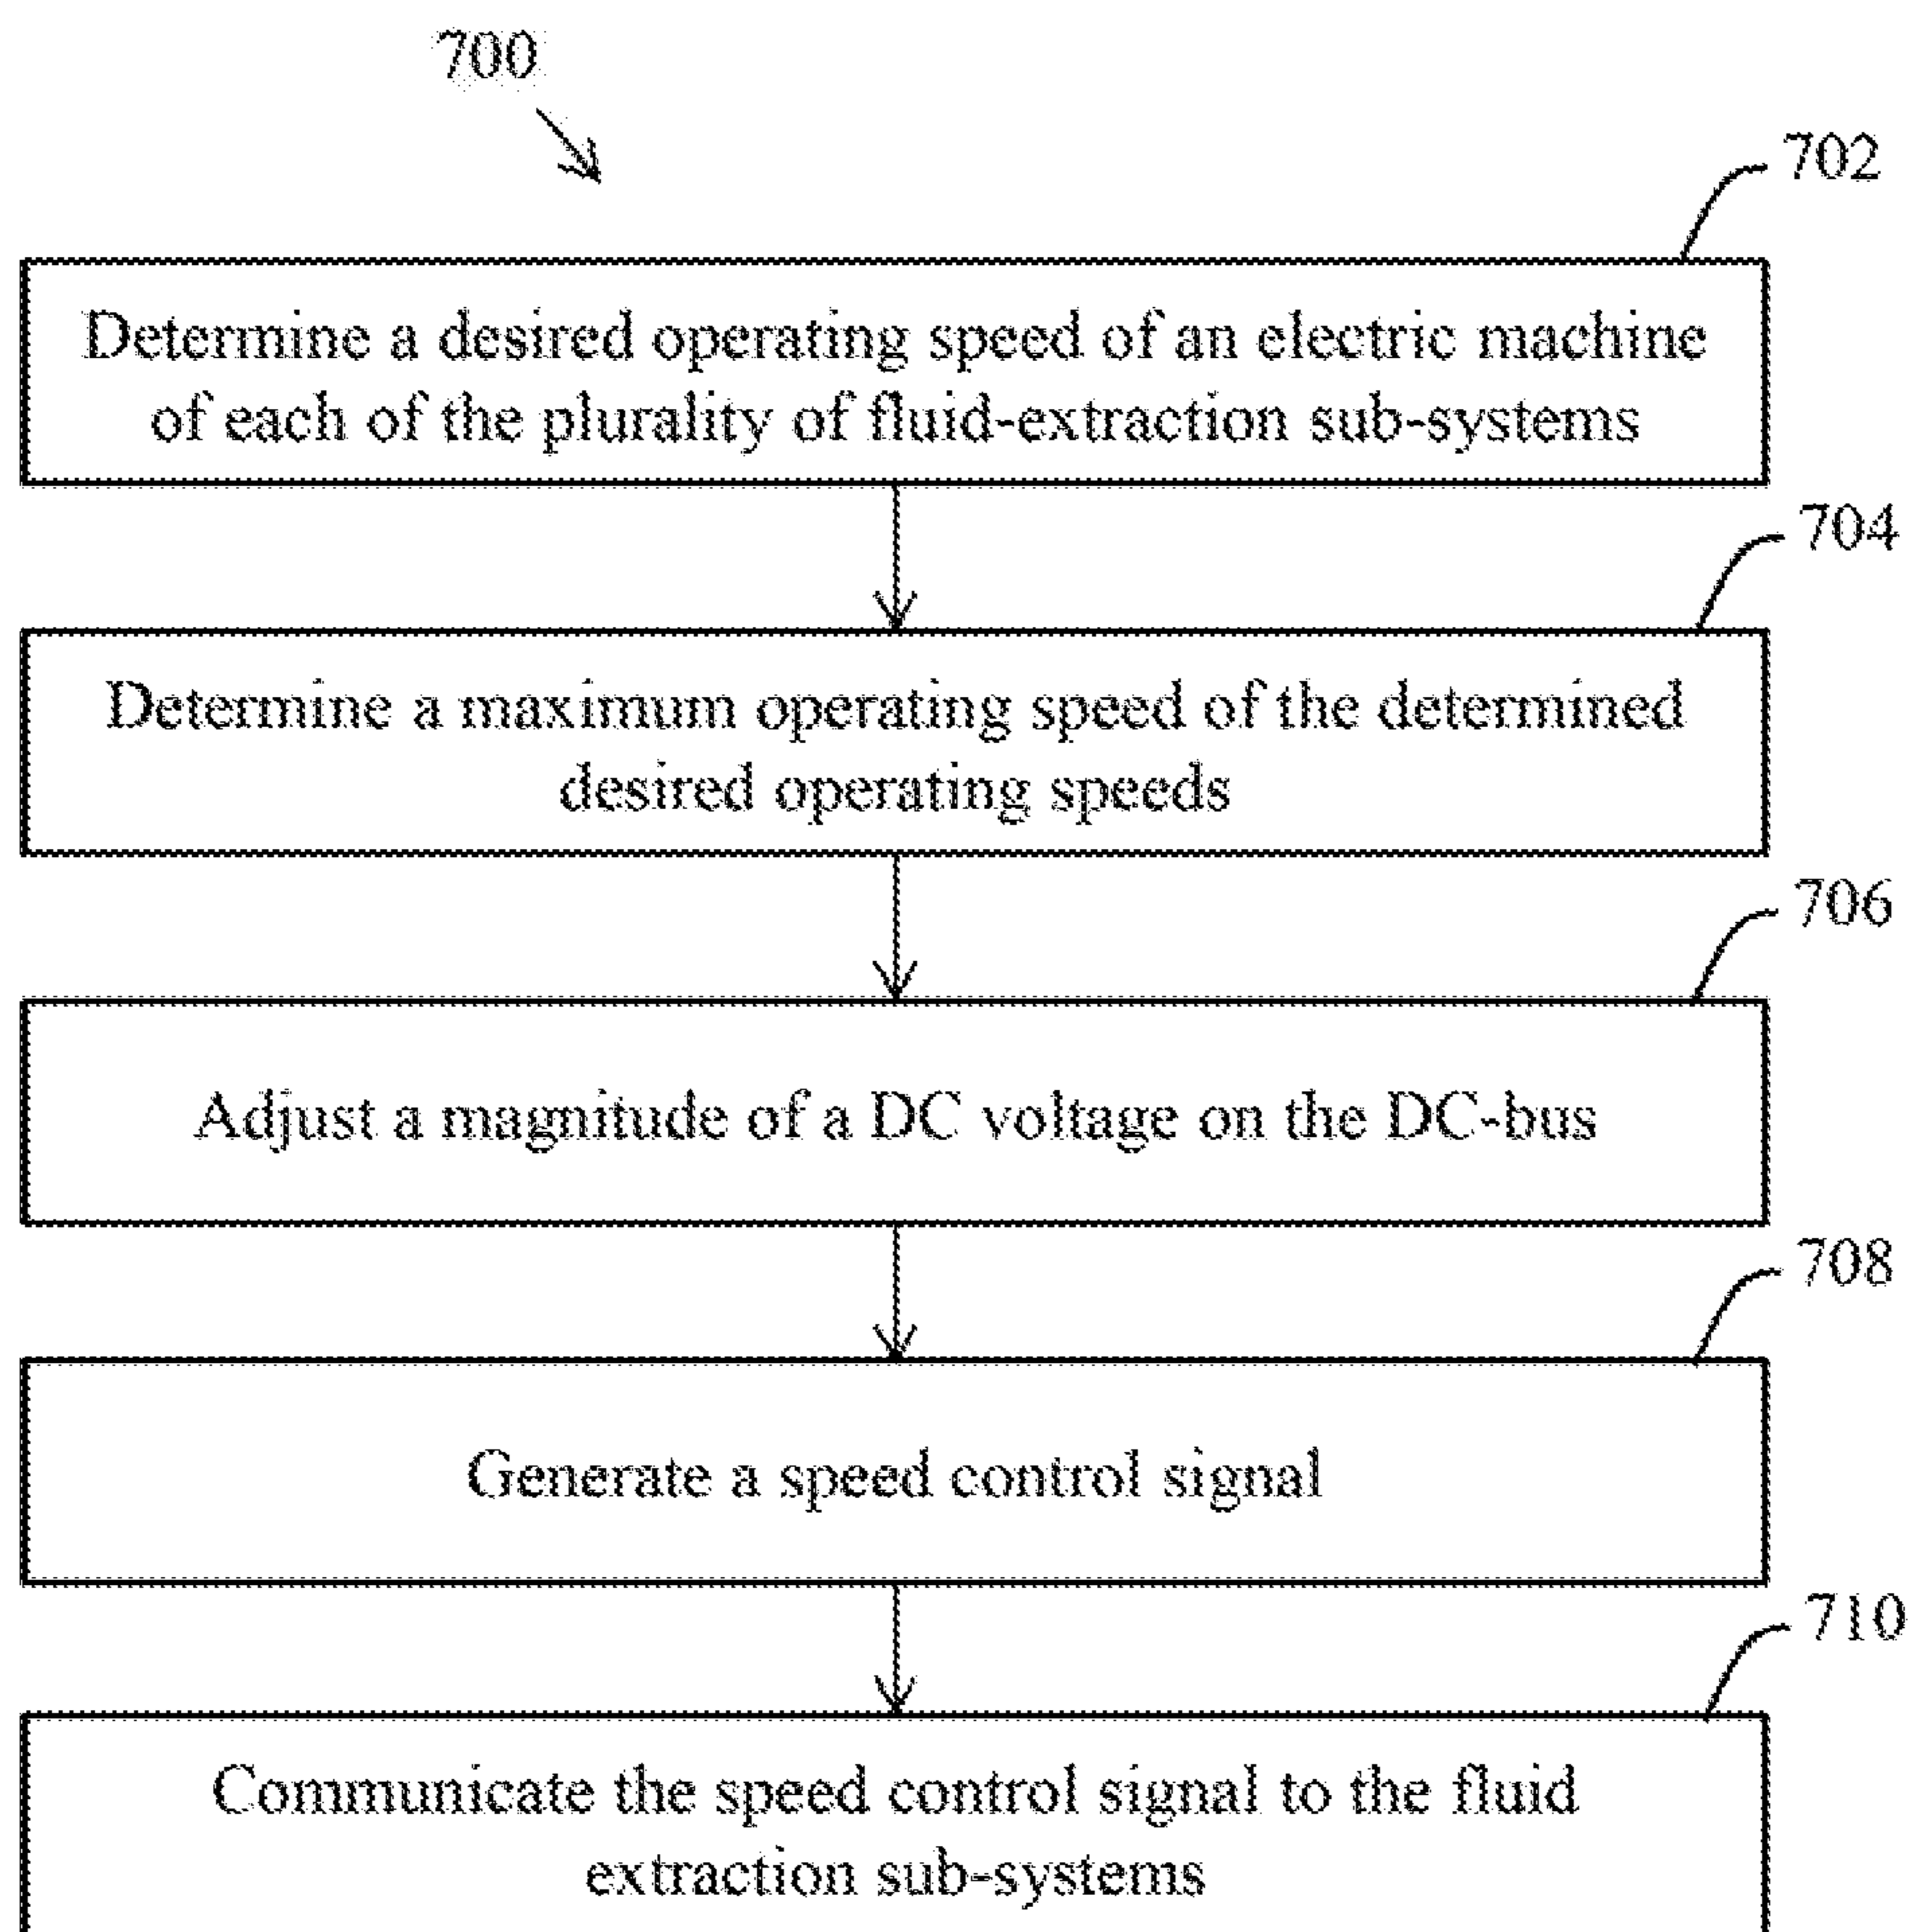 700
702
Determine a desired operating speed of an electric machine
of each of the plurality of fluid-extraction sub-systems
704
Determine a maximum operating speed of the determined
desired operating speeds
706
Adjust a magnitude of a DC voltage on the DC-bus
708
Generate a speed control signal
710
Communicate the speed control signal to the fluid
extraction sub-systems